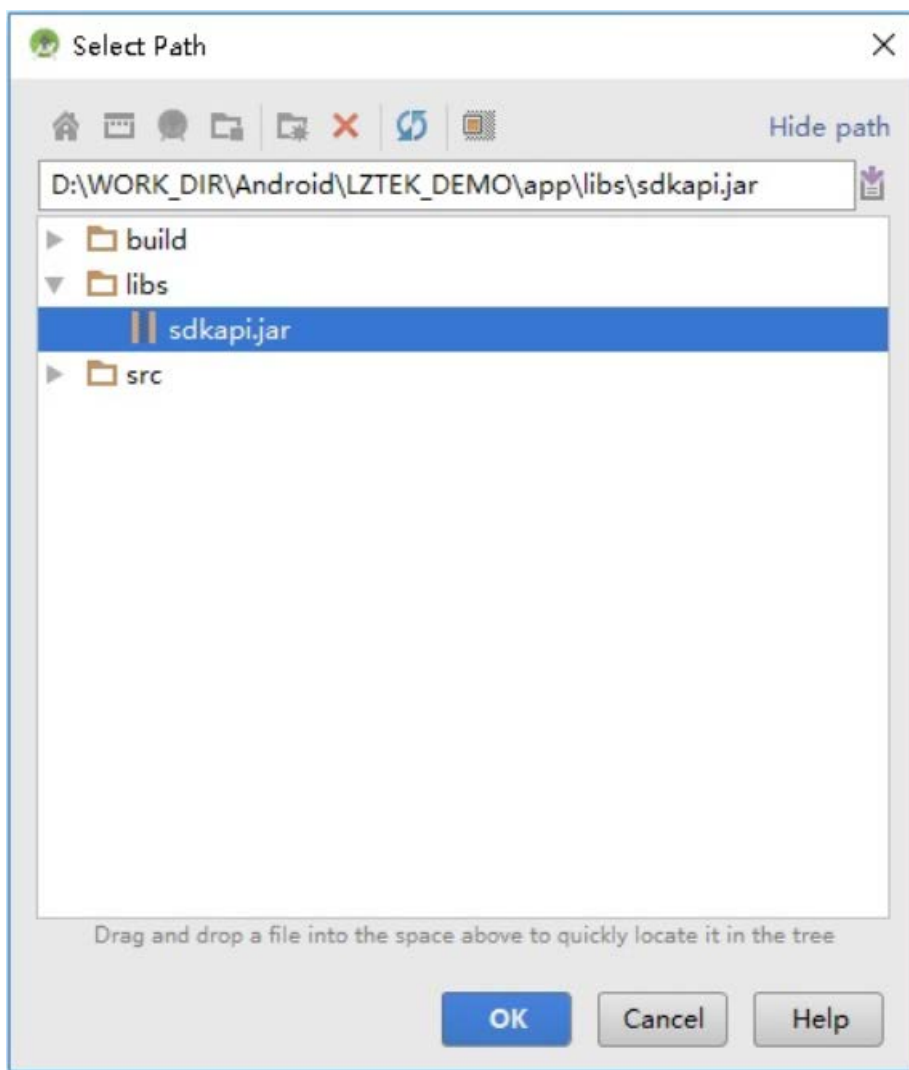 Select Path
Hide path
D:\WORK_DIR\Android\LZTEK_DEMO\app\libs\sdkapi.jar
build
libs
sdkapi.jar
src
Drag and drop a file into the space above to quickly locate it in the tree
OK Cancel Help